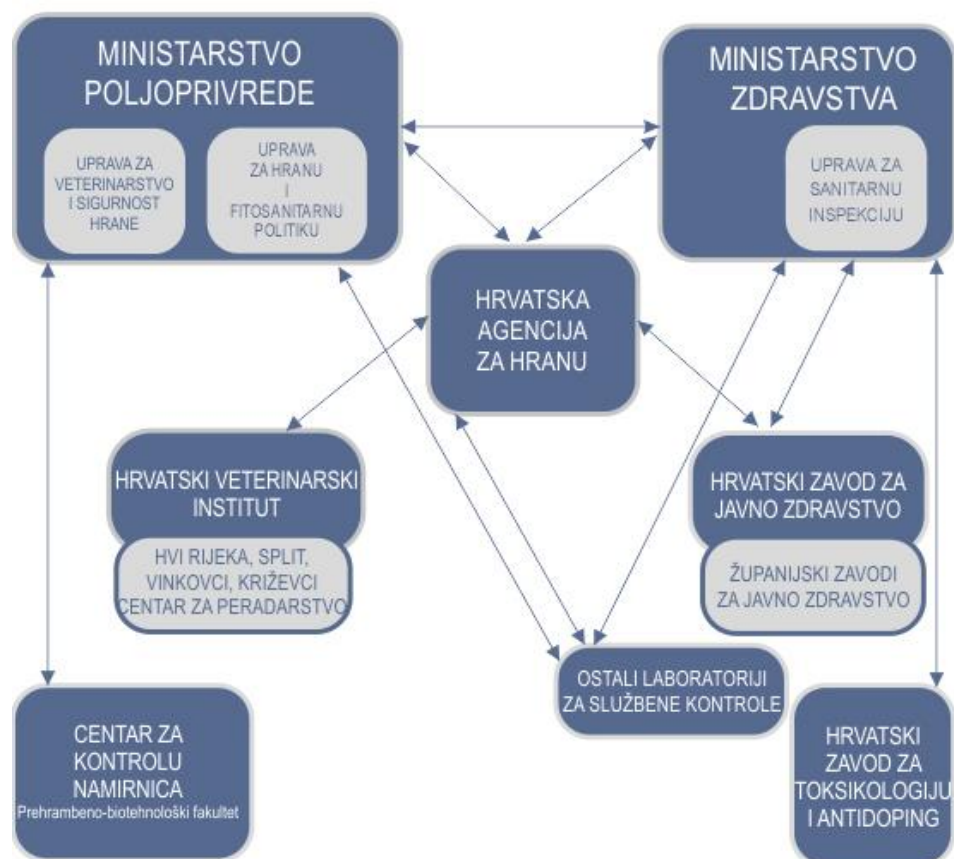 MINISTARSTVO
POLJOPRIVREDE
UPRAVA ZA
VETERINARSTVO
I SIGURNOST
HRANE
UPRAVA
ZA HRANU
I
FITOSANITARNU
POLITIKU
MINISTARSTVO
ZDRAVSTVA
UPRAVA ZA
SANITARNU
INSPEKCIJU
HRVATSKA
AGENCIJA
ZA HRANU
HRVATSKI VETERINARSKI
INSTITUT
HVI RIJEKA, SPLIT,
VINKOVCI, KRIŽEVCI
CENTAR ZA PERADARSTVO
HRVATSKI ZAVOD ZA
JAVNO ZDRAVSTVO
ŽUPANIJSKI ZAVODI
ZA JAVNO ZDRAVSTVO
OSTALI LABORATORIJI
ZA SLUŽBENE KONTROLE
CENTAR ZA
KONTROLU
NAMIRNICA
Prehrambeno-biotehnološki fakultet
HRVATSKI
ZAVOD ZA
TOKSIKOLOGIJU
I ANTIDOPING